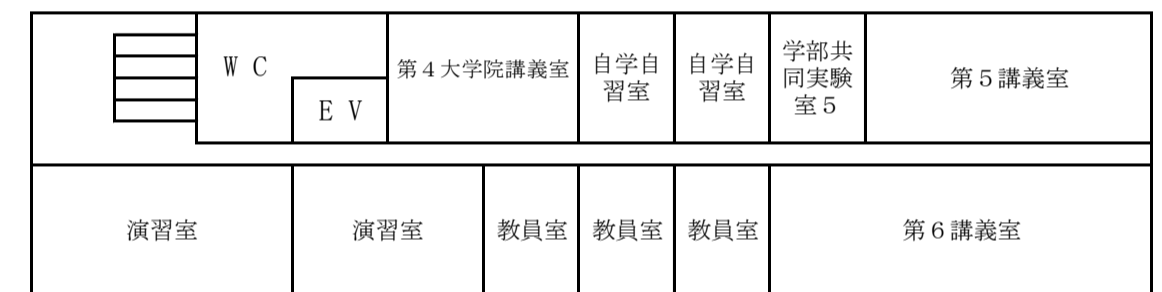 ＷＣ
ＥＶ
第４大学院講義室
自学自
習室
自学自
習室
学部共
同実験
室５
第５講義室
演習室
演習室
教員室
教員室
教員室
第６講義室